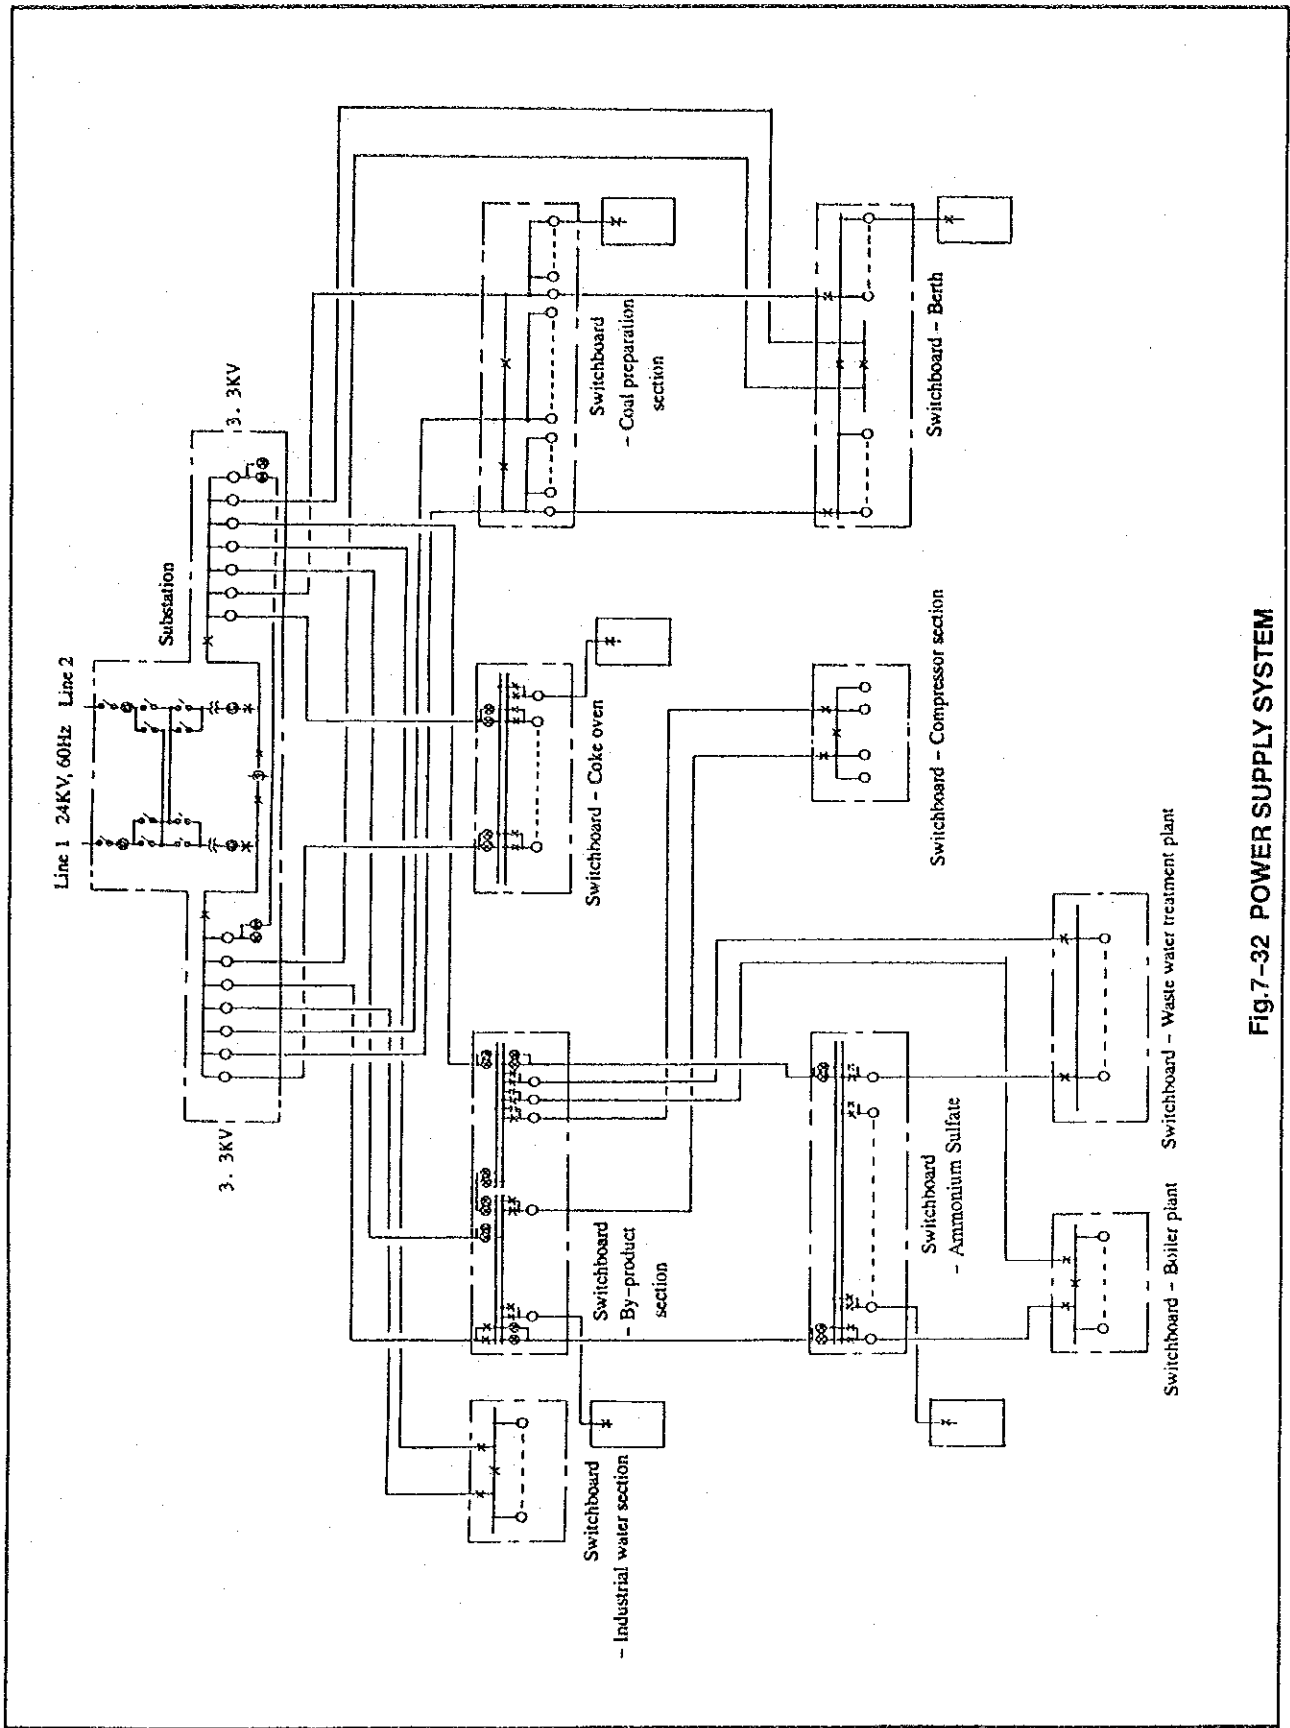 Line 1 24KV, 60Hz Line 2
Substation
3. 3KV
3. 3KV
Switchboard
- Industrial water section
Switchboard
- By-product
section
Switchboard - Coke oven
Switchboard
- Coal preparation
section
Switchboard
- Ammonium Sulfate
Switchboard - Compressor section
Switchboard - Berth
Switchboard - Boiler plant
Switchboard - Waste water treatment plant
Fig.7-32 POWER SUPPLY SYSTEM